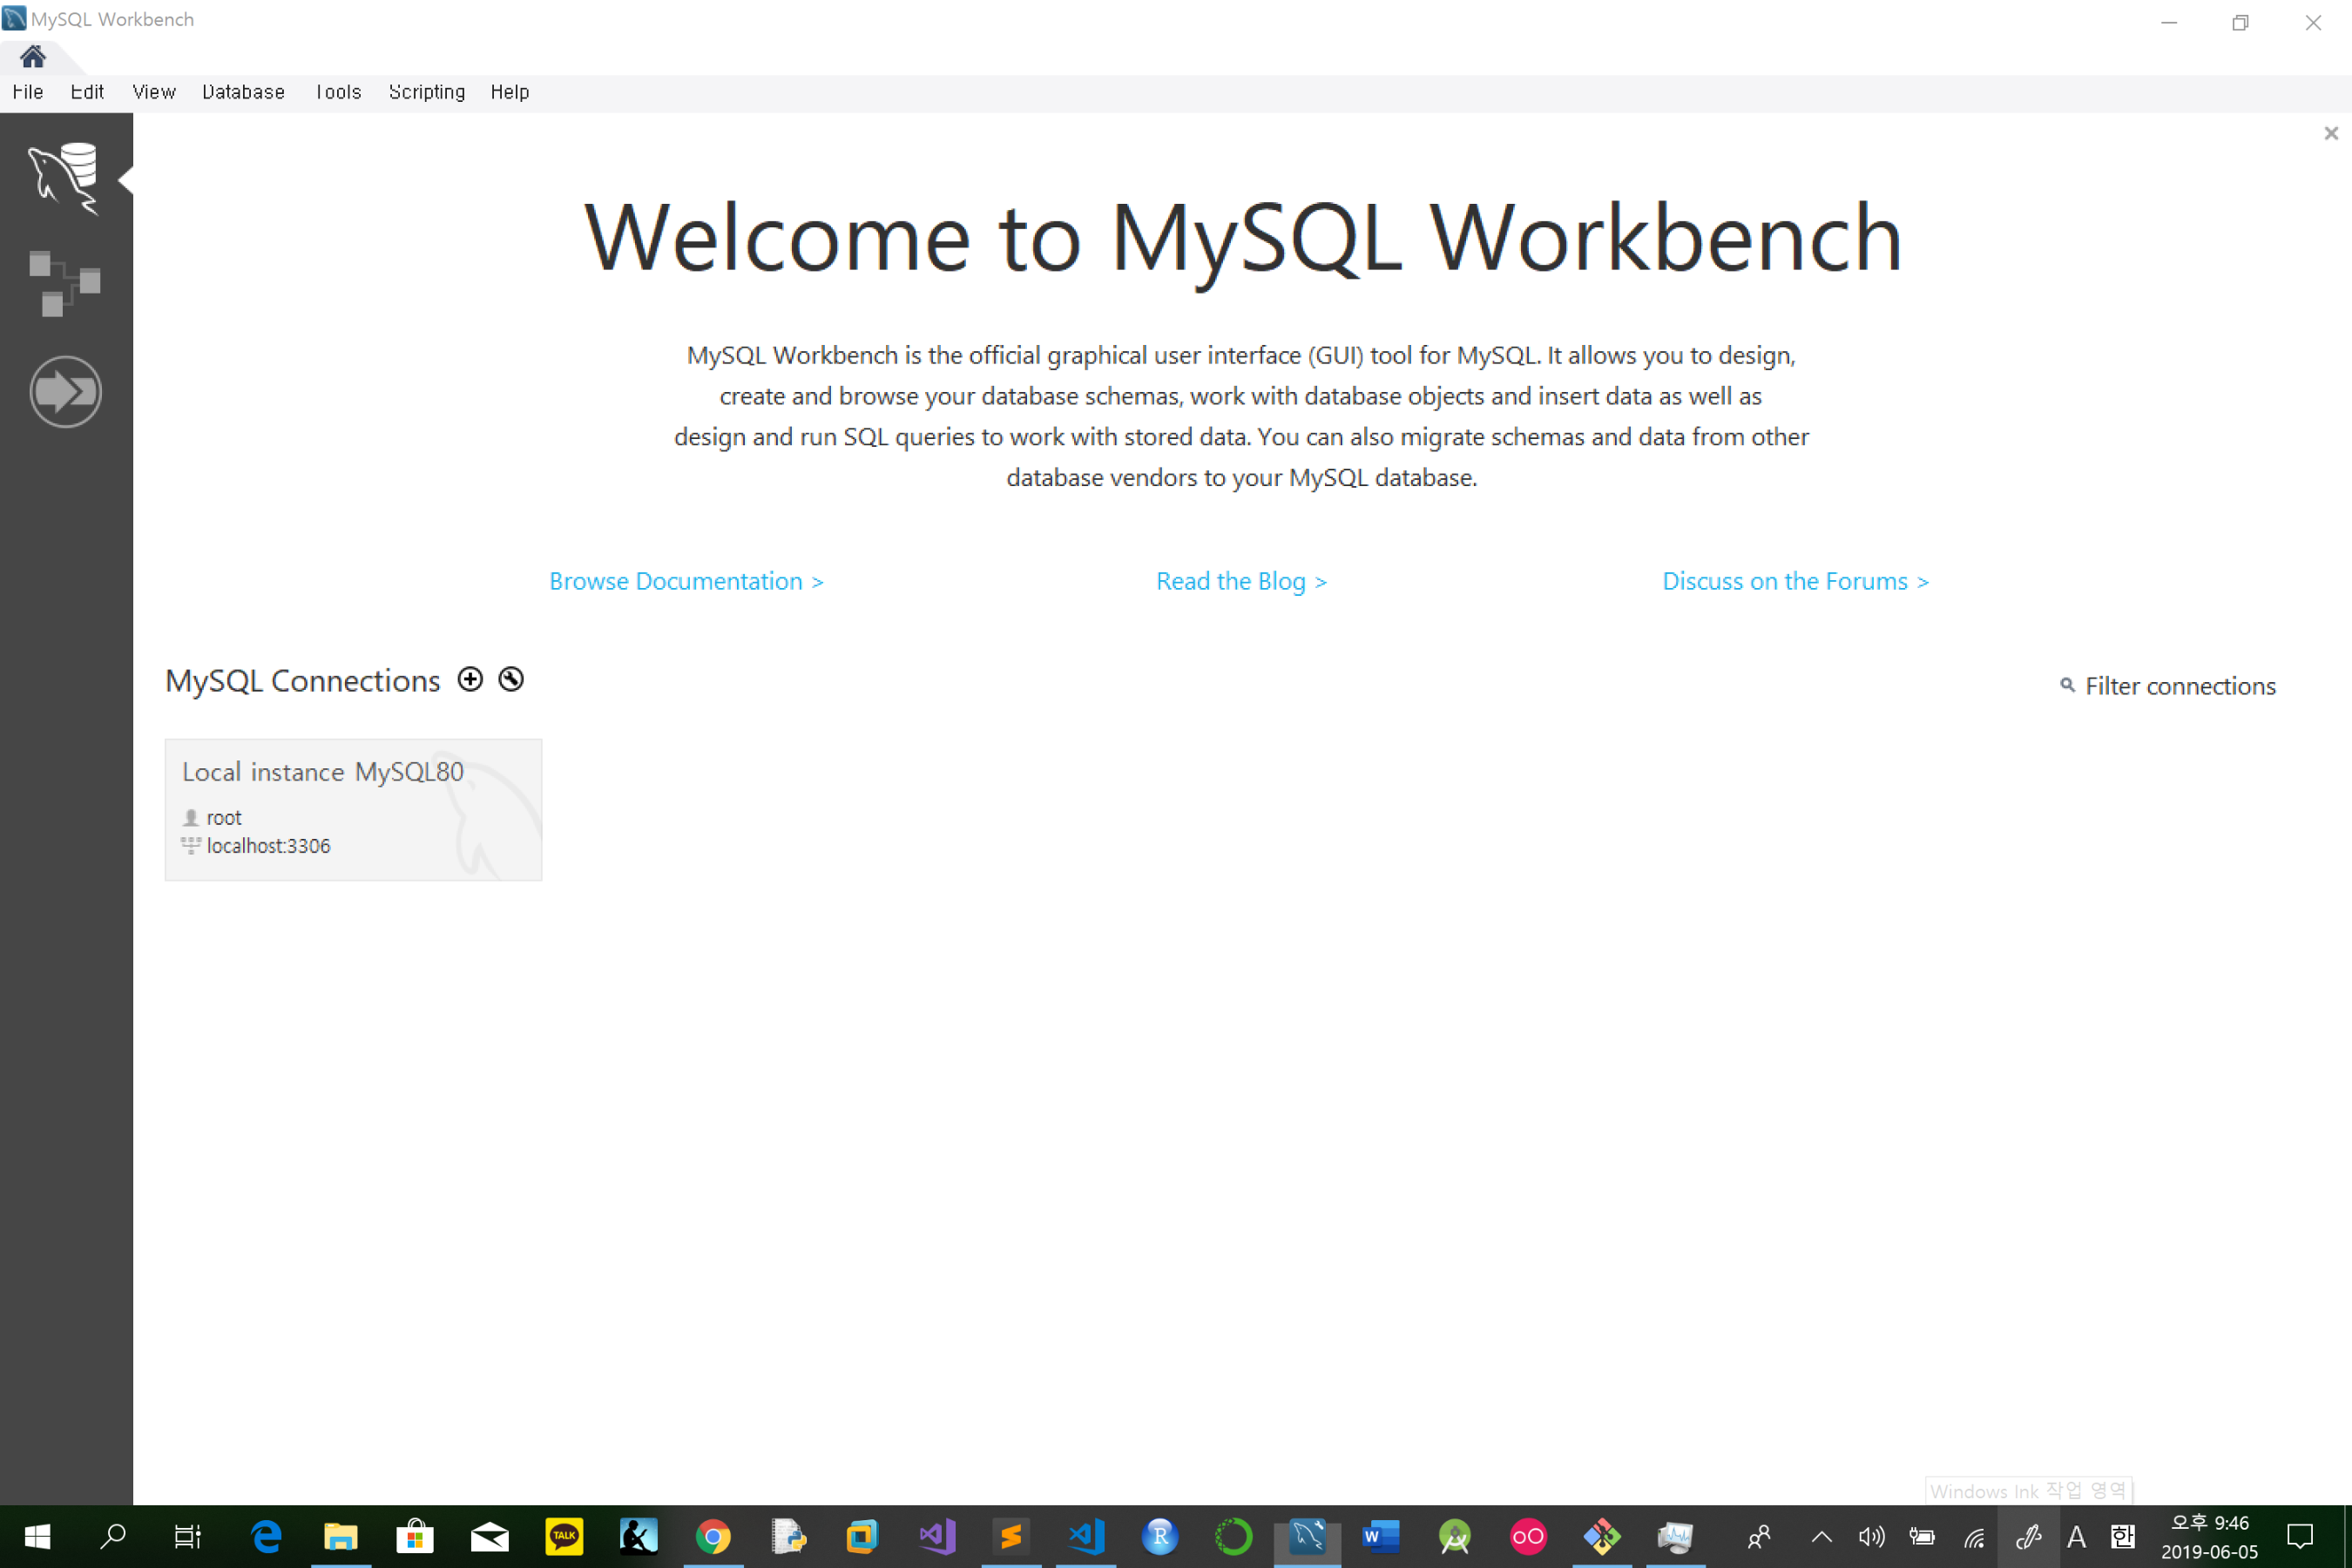 MySQL Workbench
File Edit View Database Tools Scripting Help
Welcome to MySQL Workbench
MySQL Workbench is the official graphical user interface (GUI) tool for MySQL. It allows you to design,
create and browse your database schemas, work with database objects and insert data as well as
design and run SQL queries to work with stored data. You can also migrate schemas and data from other
database vendors to your MySQL database.
Browse Documentation > Read the Blog > Discuss on the Forums >
MySQL Connections Filter connections
Local instance MySQL80
root
localhost:3306
Windows Ink 작업 영역
TALK R W A 한 오후 9:46
2019-06-05